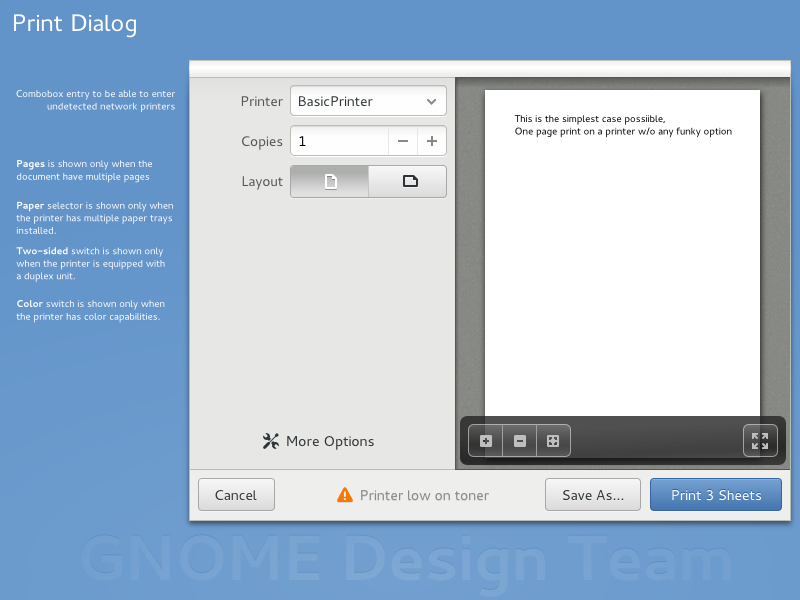 Print Dialog
Combobox entry to be able to enter
undetected network printers
Pages is shown only when the
document have multiple pages
Paper selector is shown only when
the printer has multiple paper trays
installed.
Two-sided switch is shown only
when the printer is equipped with
a duplex unit.
Color switch is shown only when
the printer has color capabilities.
Printer BasicPrinter
Copies 1
Layout
More Options
This is the simplest case possiible,
One page print on a printer w/o any funky option
Cancel
Printer low on toner
Save As...
Print 3 Sheets
GNOME Design Team